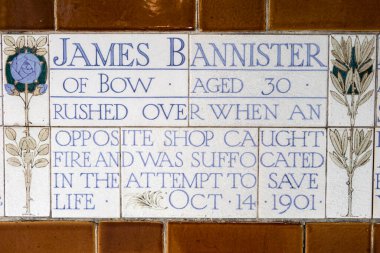 JAMES BANNISTER
OF BOW · AGED 30
RUSHED OVER WHEN AN
OPPOSITE SHOP CAUGHT
FIRE AND WAS SUFFOCATED
IN THE ATTEMPT TO SAVE
LIFE · OCT · 14 · 1901 ·